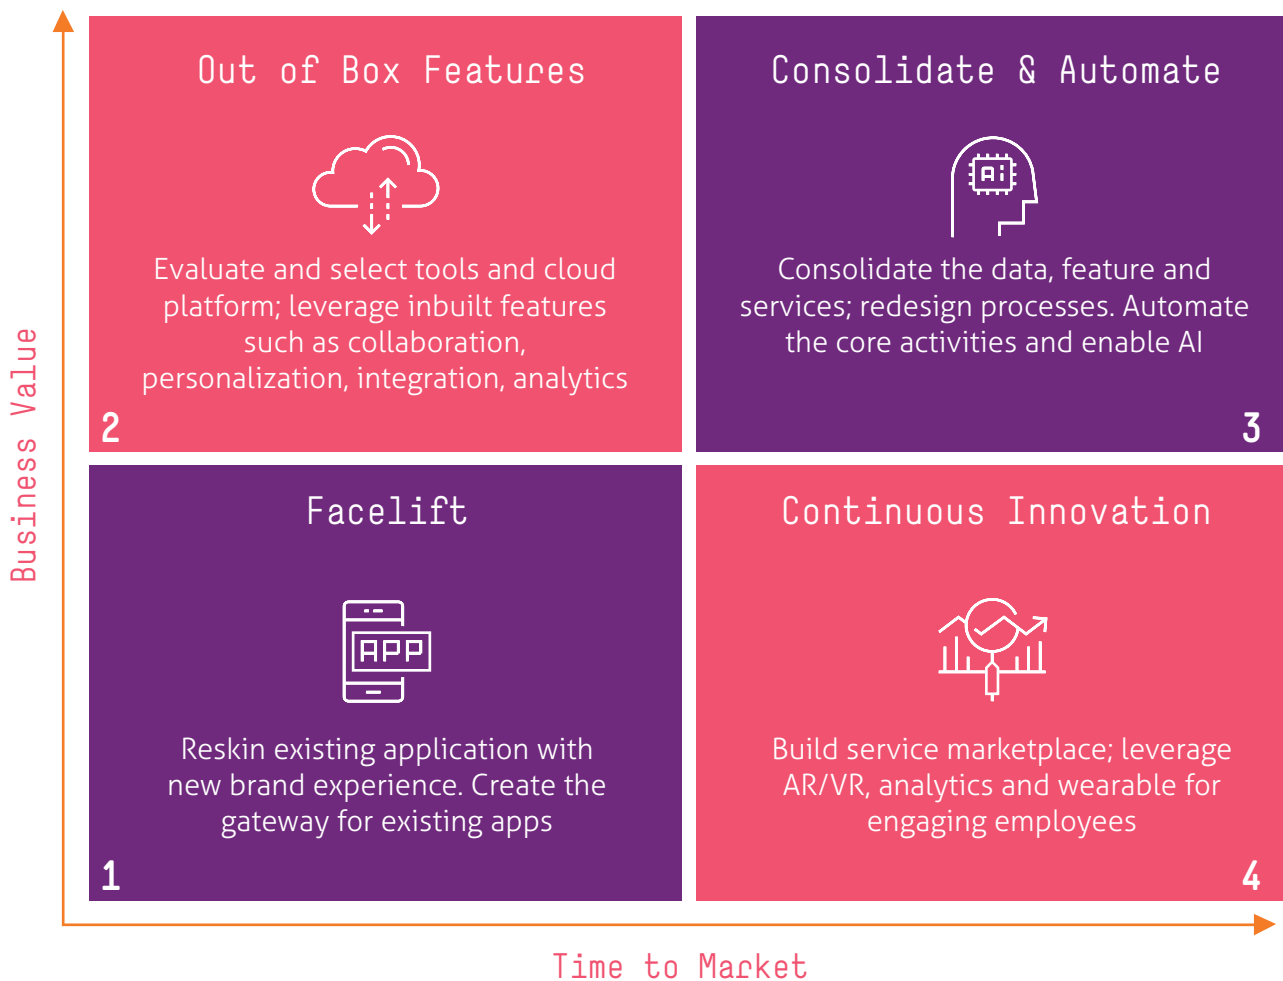 Out of Box Features
Evaluate and select tools and cloud
platform; leverage inbuilt features
such as collaboration,
personalization, integration, analytics
2
Consolidate & Automate
Ai
Consolidate the data, feature and
services; redesign processes. Automate
the core activities and enable AI
3
Business Value
Facelift
APP
Reskin existing application with
new brand experience. Create the
gateway for existing apps
1
Continuous Innovation
Build service marketplace; leverage
AR/VR, analytics and wearable for
engaging employees
4
Time to Market